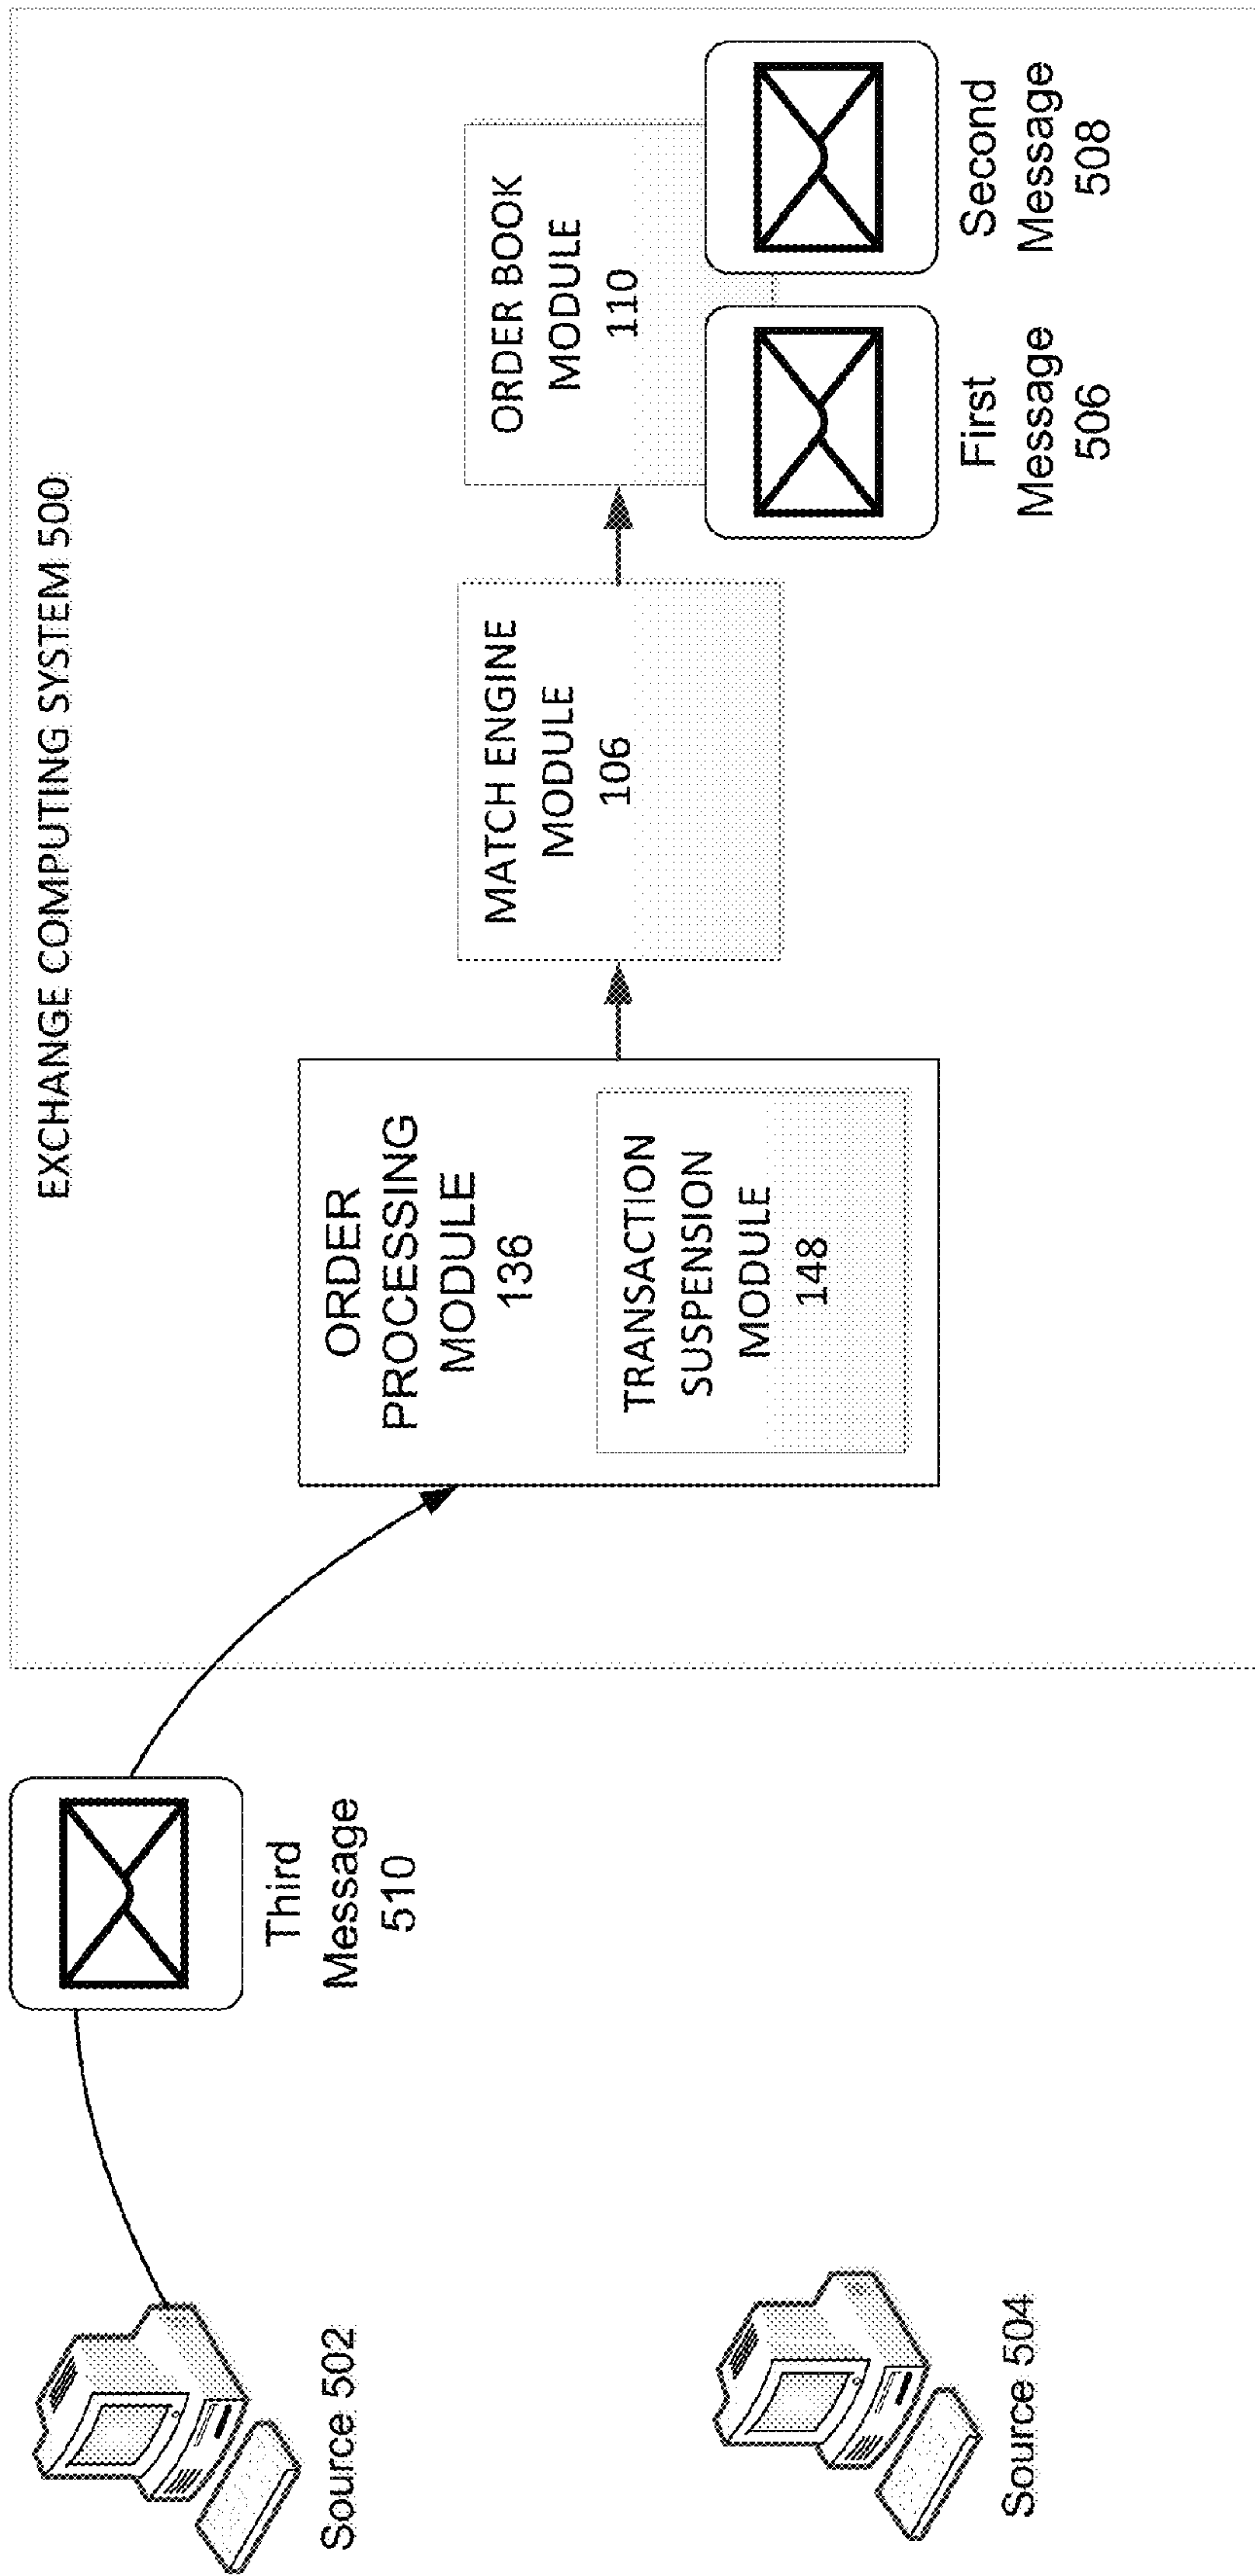 EXCHANGE COMPUTING SYSTEM 500
Third
Message
510
Source 502
Source 504
ORDER
PROCESSING
MODULE
136
TRANSACTION
SUSPENSION
MODULE
148
MATCH ENGINE
MODULE
106
ORDER BOOK
MODULE
110
First
Message
506
Second
Message
508